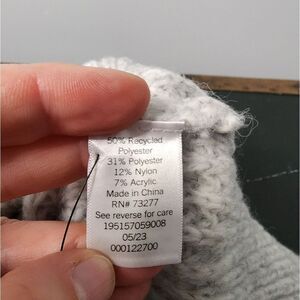 50% Recycled
Polyester
31% Polyester
12% Nylon
7% Acrylic
Made in China
RN# 73277
See reverse for care
195157059008
05/23
000122700